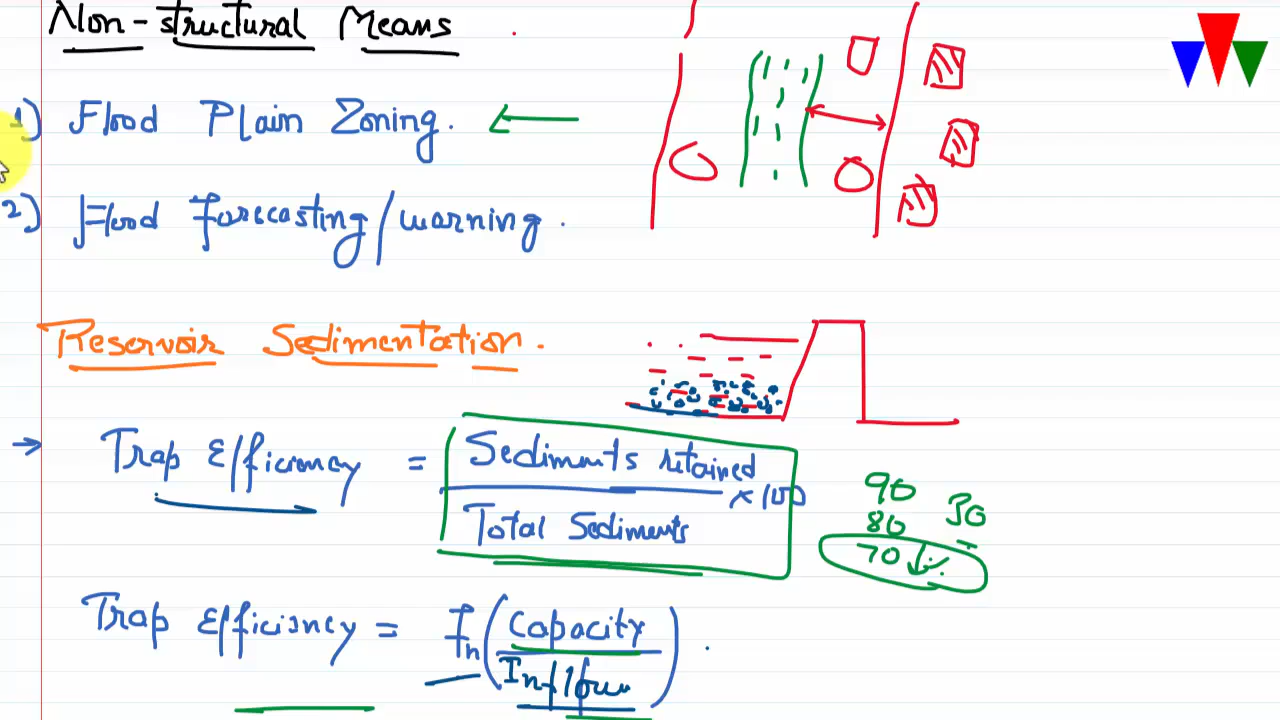 Non-structural Means
1) Flood Plain Zoning.
2) Flood forecasting/warning.
Reservoir Sedimentation.
→ Trap Efficiency = Sediments retained / Total Sediments × 100
90
80 30
70 ↓ %
Trap Efficiency = fn (Capacity / Inflow).